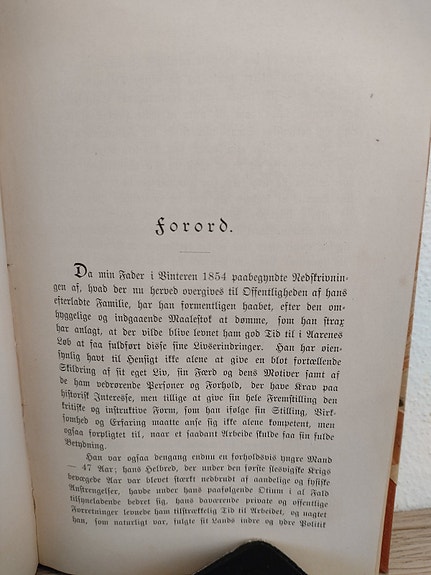 Forord.
Da min Fader i Vinteren 1854 paabegyndte Nedskrivnin-
gen af, hvad der nu herved overgives til Offentligheden af hans
efterladte Familie, har han formentligen haabet, efter den om-
hyggelige og indgaaende Maalestok at dømme, som han strax
har anlagt, at der vilde blive levnet ham god Tid til i Aarenes
Løb at faa fuldført disse sine Livserindringer. Han har øien-
synlig havt til Hensigt ikke alene at give en blot fortællende
Skildring af sit eget Liv, sin Færd og dens Motiver samt af
de ham vedrørende Personer og Forhold, der have Krav paa
historisk Interesse, men tillige at give sin hele Fremstilling den
kritiske og instruktive Form, som han ifølge sin Stilling, Virk-
somhed og Erfaring maatte anse sig ikke alene kompetent, men
ogsaa forpligtet til, naar et saadant Arbeide skulde faa sin fulde
Betydning.
Han var ogsaa dengang endnu en forholdsvis yngre Mand
— 47 Aar; hans Helbred, der under den første slesvigske Krigs
bevægede Aar var blevet stærkt nedbrudt af aandelige og fysiske
Anstrengelser, havde under hans paafølgende Otium i al Fald
tilsyneladende bedret sig, hans daværende private og offentlige
Forretninger levnede ham tilstrækkelig Tid til Arbeidet, og nagtet
han, som naturligt var, fulgte sit Lands indre og ydre Politik